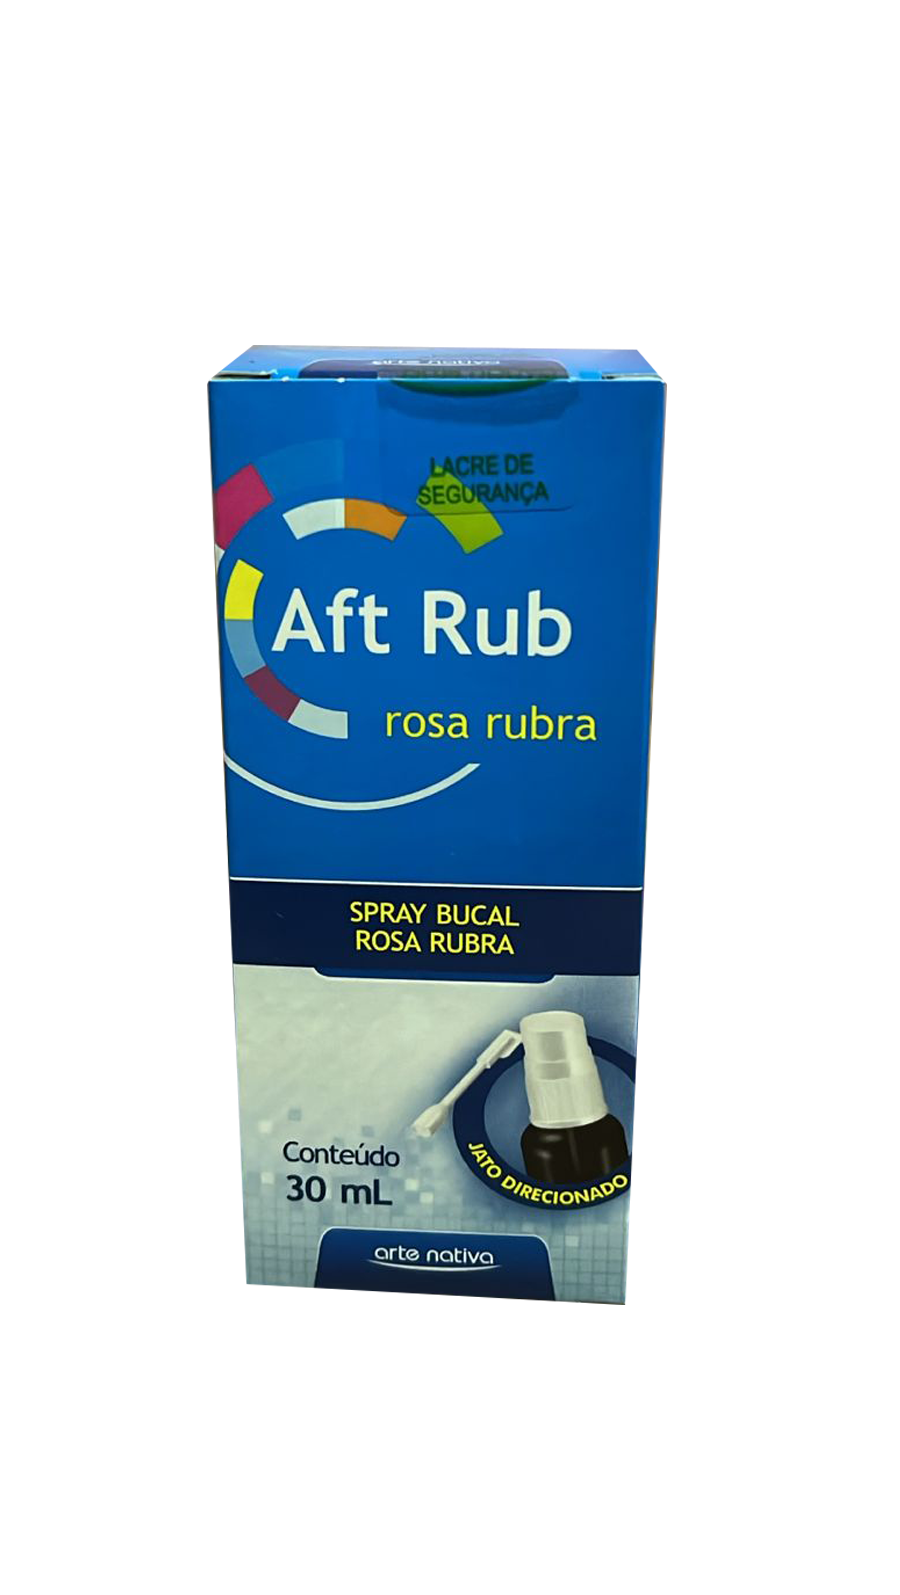 LACRE DE
SEGURANÇA
Aft Rub
rosa rubra
SPRAY BUCAL
ROSA RUBRA
JATO DIRECIONADO
Conteúdo
30 mL
arte nativa